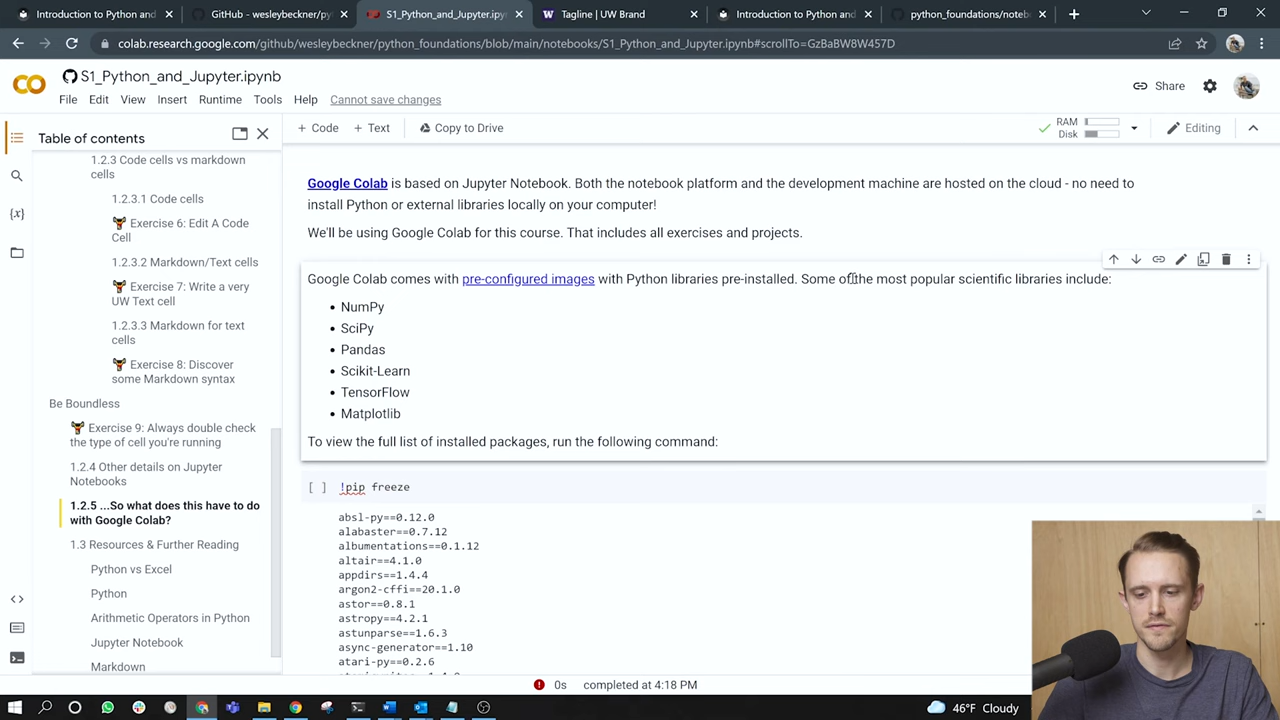 Introduction to Python and
GitHub - wesleybeckner/py
S1_Python_and_Jupyter.ipy
Tagline | UW Brand
Introduction to Python and
python_foundations/noteb
colab.research.google.com/github/wesleybeckner/python_foundations/blob/main/notebooks/S1_Python_and_Jupyter.ipynb#scrollTo=GzBaBW8W457D
CO
S1_Python_and_Jupyter.ipynb
File Edit View Insert Runtime Tools Help Cannot save changes
Share
Table of contents
+ Code + Text Copy to Drive
RAM
Disk
Editing
1.2.3 Code cells vs markdown
cells
1.2.3.1 Code cells
Exercise 6: Edit A Code
Cell
1.2.3.2 Markdown/Text cells
Exercise 7: Write a very
UW Text cell
1.2.3.3 Markdown for text
cells
Exercise 8: Discover
some Markdown syntax
Be Boundless
Exercise 9: Always double check
the type of cell you're running
1.2.4 Other details on Jupyter
Notebooks
1.2.5 ...So what does this have to do
with Google Colab?
1.3 Resources & Further Reading
Python vs Excel
Python
Arithmetic Operators in Python
Jupyter Notebook
Markdown
{x}
Google Colab is based on Jupyter Notebook. Both the notebook platform and the development machine are hosted on the cloud - no need to
install Python or external libraries locally on your computer!
We'll be using Google Colab for this course. That includes all exercises and projects.
Google Colab comes with pre-configured images with Python libraries pre-installed. Some of the most popular scientific libraries include:
• NumPy
• SciPy
• Pandas
• Scikit-Learn
• TensorFlow
• Matplotlib
To view the full list of installed packages, run the following command:
[ ] !pip freeze
absl-py==0.12.0
alabaster==0.7.12
albumentations==0.1.12
altair==4.1.0
appdirs==1.4.4
argon2-cffi==20.1.0
astor==0.8.1
astropy==4.2.1
astunparse==1.6.3
async-generator==1.10
atari-py==0.2.6
0s completed at 4:18 PM
46°F Cloudy